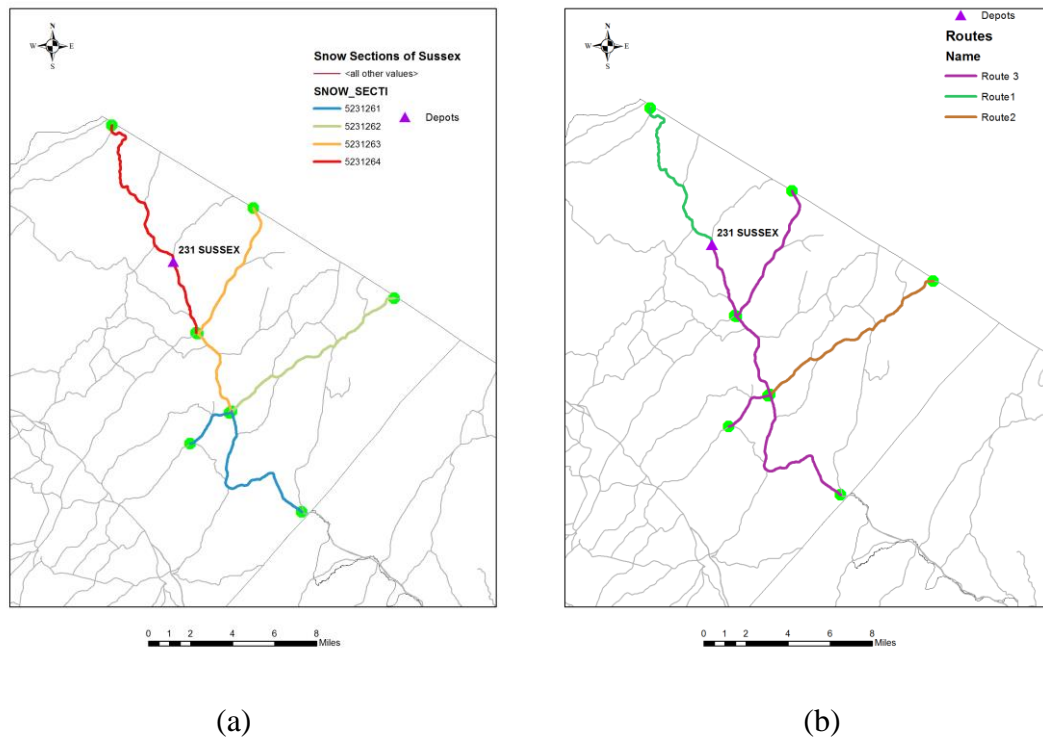 N
W E
S
Snow Sections of Sussex
<all other values>
SNOW_SECTI
5231261
5231262
5231263
5231264
Depots
231 SUSSEX
0 1 2 4 6 8
Miles
(a)
N
W E
S
Depots
Routes
Name
Route 3
Route1
Route2
231 SUSSEX
0 1 2 4 6 8
Miles
(b)